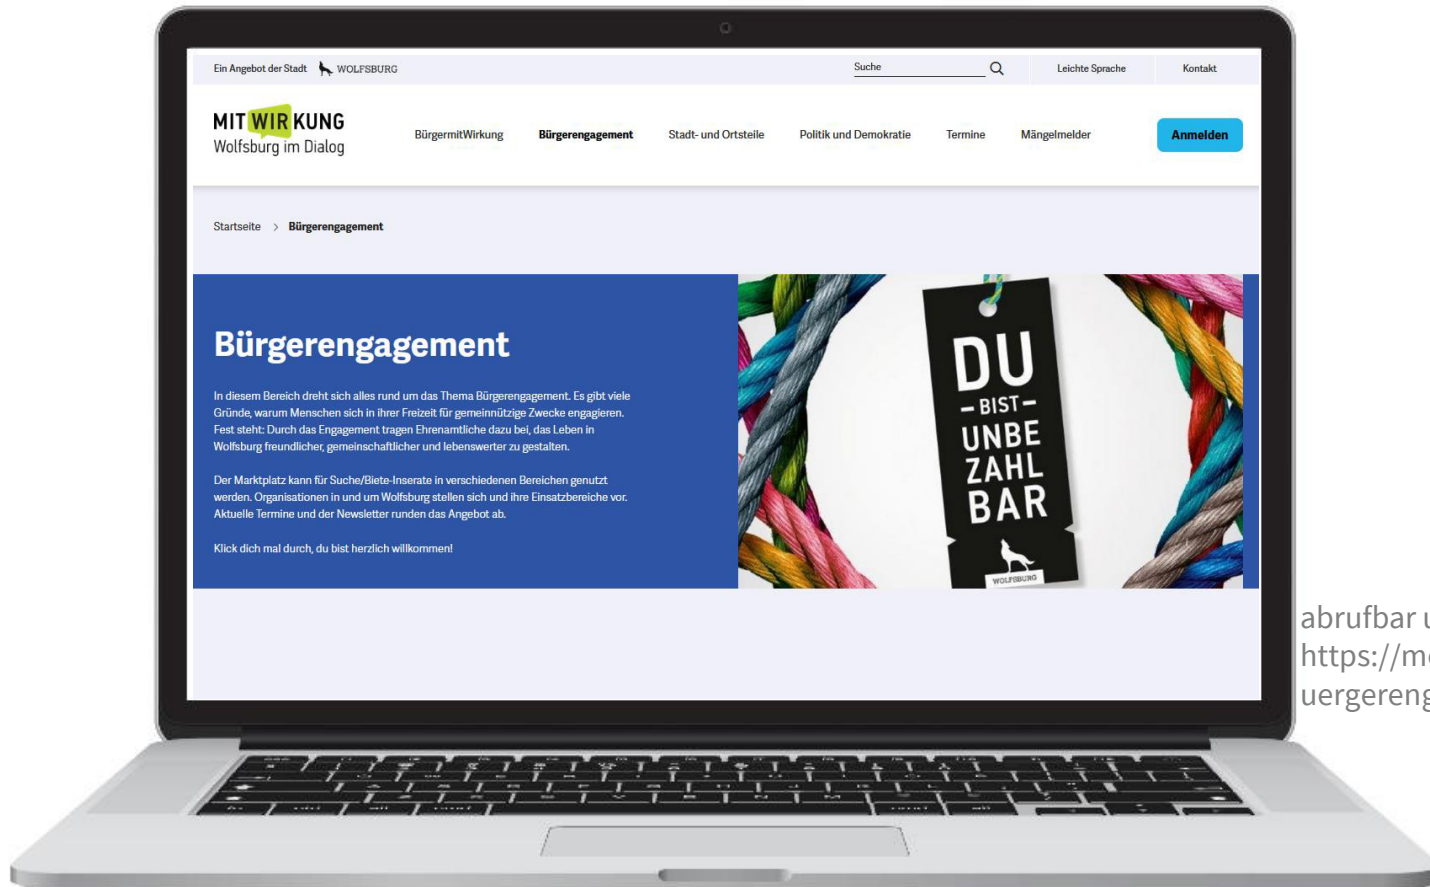 Ein Angebot der Stadt WOLFSBURG
Suche
Leichte Sprache
Kontakt
MITWIRKUNG
Wolfsburg im Dialog
BürgermitWirkung
Bürgerengagement
Stadt- und Ortsteile
Politik und Demokratie
Termine
Mängelmelder
Anmelden
Startseite > Bürgerengagement
Bürgerengagement
In diesem Bereich dreht sich alles rund um das Thema Bürgerengagement. Es gibt viele
Gründe, warum Menschen sich in ihrer Freizeit für gemeinnützige Zwecke engagieren.
Fest steht: Durch das Engagement tragen Ehrenamtliche dazu bei, das Leben in
Wolfsburg freundlicher, gemeinschaftlicher und lebenswerter zu gestalten.
Der Marktplatz kann für Suche/Biete-Inserate in verschiedenen Bereichen genutzt
werden. Organisationen in und um Wolfsburg stellen sich und ihre Einsatzbereiche vor.
Aktuelle Termine und der Newsletter runden das Angebot ab.
Klick dich mal durch, du bist herzlich willkommen!
DU
– BIST –
UNBE
ZAHL
BAR
WOLFSBURG
abrufbar
https://m
uergereng